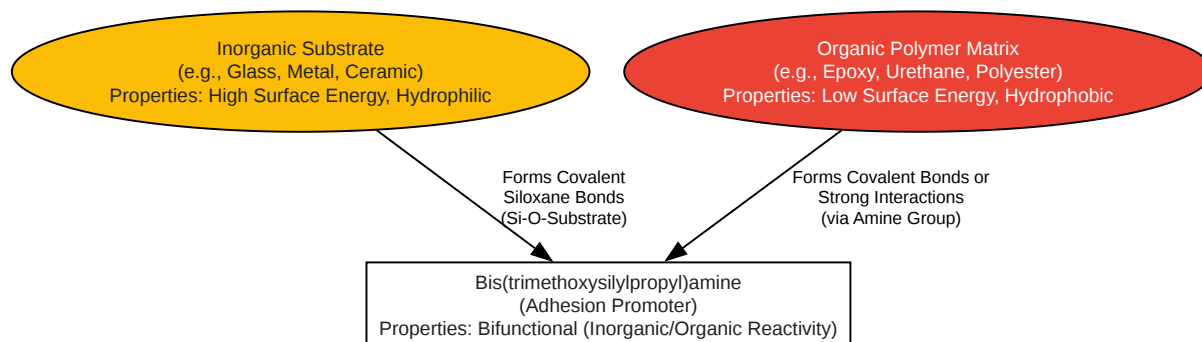 Inorganic Substrate
(e.g., Glass, Metal, Ceramic)
Properties: High Surface Energy, Hydrophilic
Organic Polymer Matrix
(e.g., Epoxy, Urethane, Polyester)
Properties: Low Surface Energy, Hydrophobic
Forms Covalent
Siloxane Bonds
(Si-O-Substrate)
Forms Covalent Bonds or
Strong Interactions
(via Amine Group)
Bis(trimethoxysilylpropyl)amine
(Adhesion Promoter)
Properties: Bifunctional (Inorganic/Organic Reactivity)